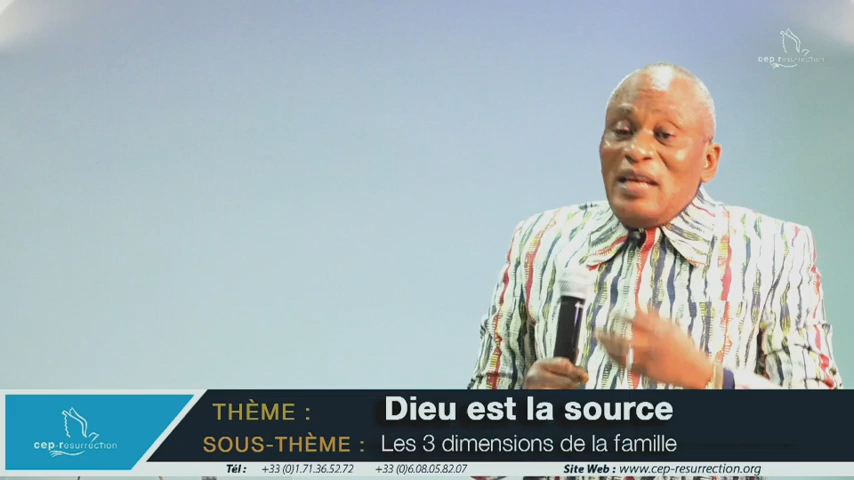 cep-resurrection
THÈME : Dieu est la source
cep-resurrection
SOUS-THÈME : Les 3 dimensions de la famille
Tél : +33 (0)1.71.36.52.72 +33 (0)6.08.05.82.07 Site Web : www.cep-resurrection.org